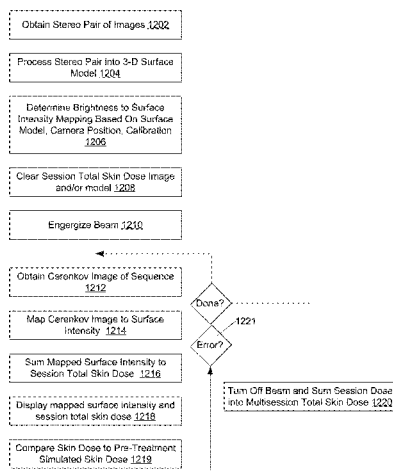 Obtain Stereo Pair of Images 1202
Process Stereo Pair into 3-D Surface
Model 1204
Determine Brightness to Surface
Intensity Mapping Based On Surface
Model, Camera Position, Calibration
1206
Clear Session Total Skin Dose Image
and/or model 1208
Engergize Beam 1210
Obtain Cerenkov Image of Sequence
1212
Done?
Map Cerenkov Image to Surface
Intensity 1214
1221
Error?
Sum Mapped Surface Intensity to
Session Total Skin Dose 1216
Display mapped surface intensity and
session total skin dose 1218
Turn Off Beam and Sum Session Dose
into Multisession Total Skin Dose 1220
Compare Skin Dose to Pre-Treatment
Simulated Skin Dose 1219